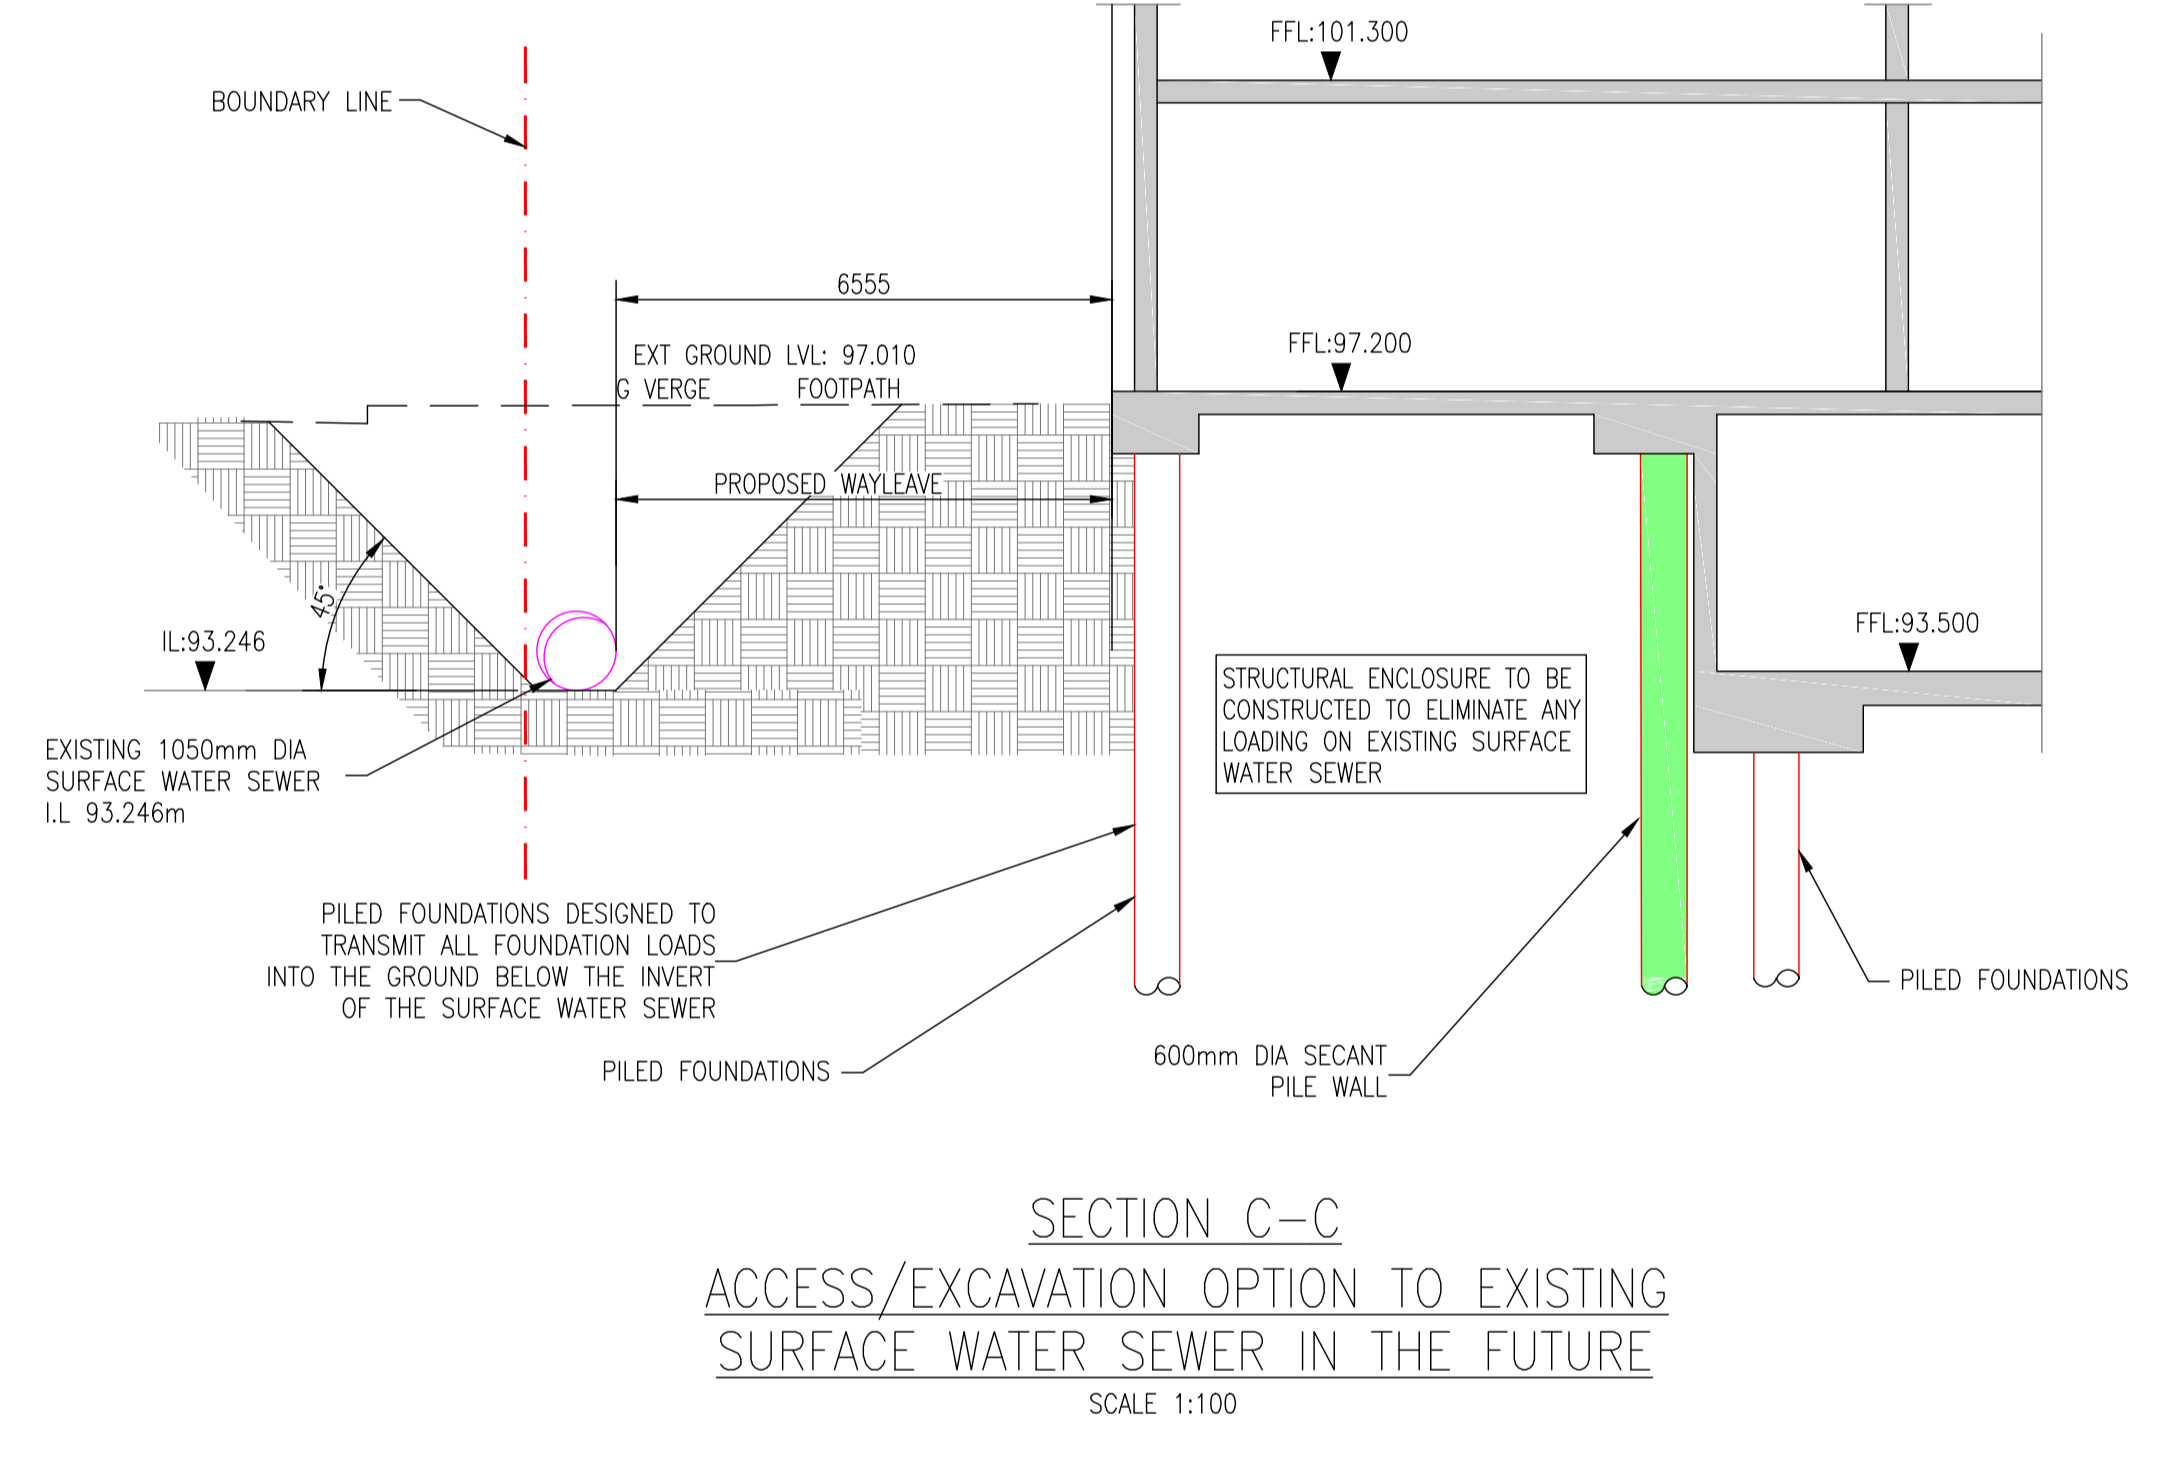 FFL:101.300
BOUNDARY LINE
6555
FFL:97.200
EXT GROUND LVL: 97.010
G VERGE FOOTPATH
PROPOSED WAYLEAVE
45°
IL:93.246
FFL:93.500
STRUCTURAL ENCLOSURE TO BE
CONSTRUCTED TO ELIMINATE ANY
LOADING ON EXISTING SURFACE
WATER SEWER
EXISTING 1050mm DIA
SURFACE WATER SEWER
I.L 93.246m
PILED FOUNDATIONS DESIGNED TO
TRANSMIT ALL FOUNDATION LOADS
INTO THE GROUND BELOW THE INVERT
OF THE SURFACE WATER SEWER
PILED FOUNDATIONS
PILED FOUNDATIONS
600mm DIA SECANT
PILE WALL
SECTION C-C
ACCESS/EXCAVATION OPTION TO EXISTING
SURFACE WATER SEWER IN THE FUTURE
SCALE 1:100